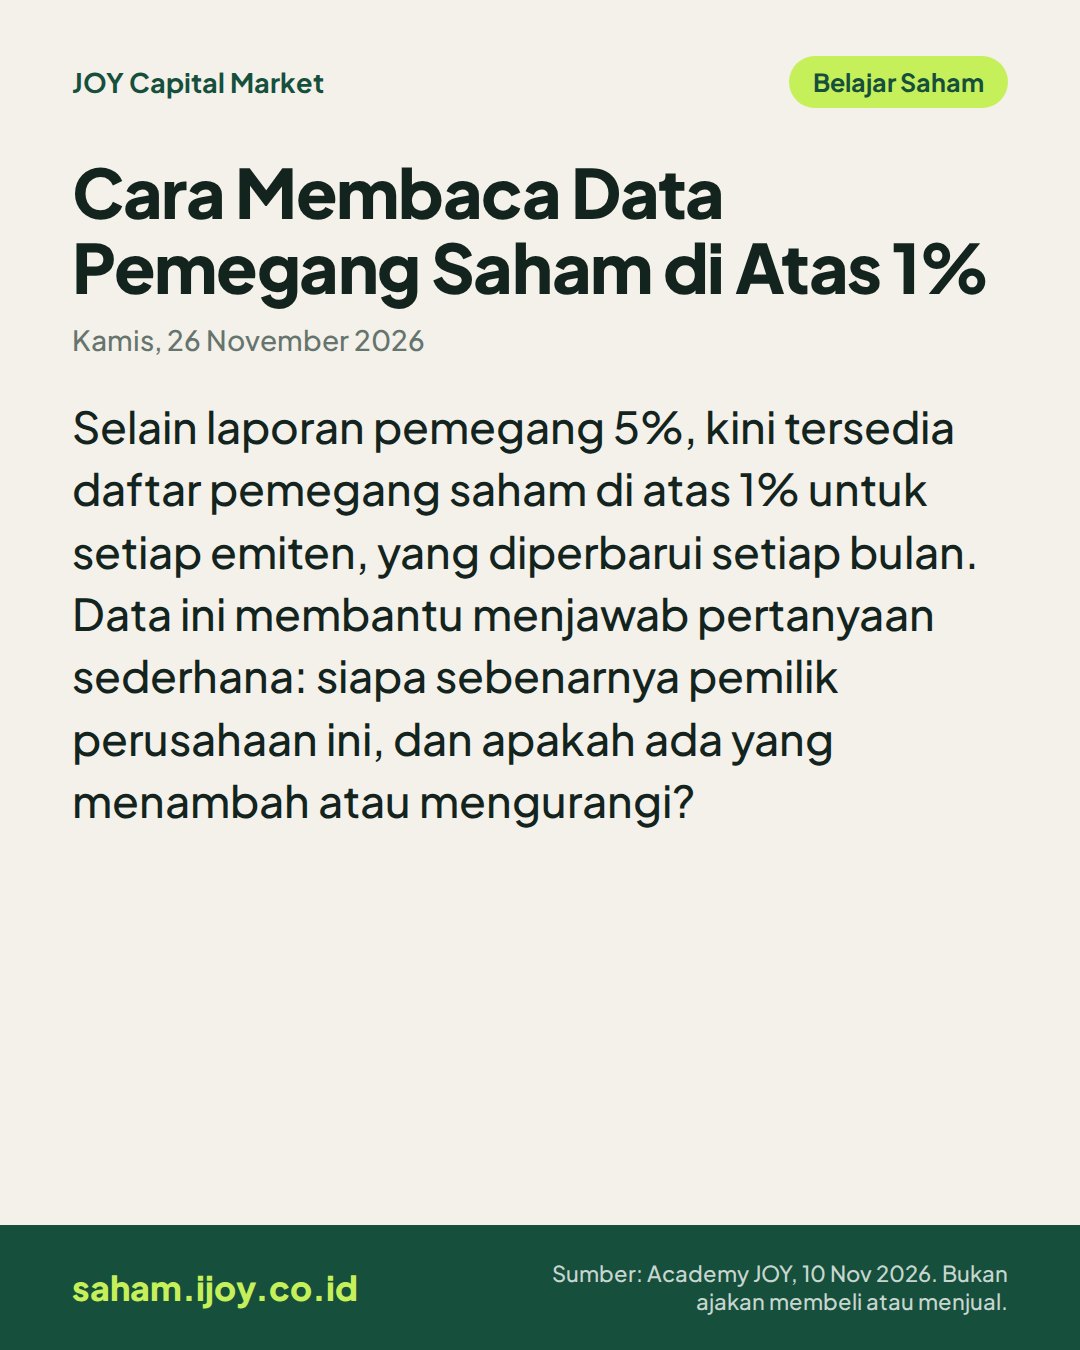 JOY Capital Market
Belajar Saham
Cara Membaca Data
Pemegang Saham di Atas 1%
Kamis, 26 November 2026
Selain laporan pemegang 5%, kini tersedia
daftar pemegang saham di atas 1% untuk
setiap emiten, yang diperbarui setiap bulan.
Data ini membantu menjawab pertanyaan
sederhana: siapa sebenarnya pemilik
perusahaan ini, dan apakah ada yang
menambah atau mengurangi?
saham.ijoy.co.id
Sumber: Academy JOY, 10 Nov 2026. Bukan
ajakan membeli atau menjual.